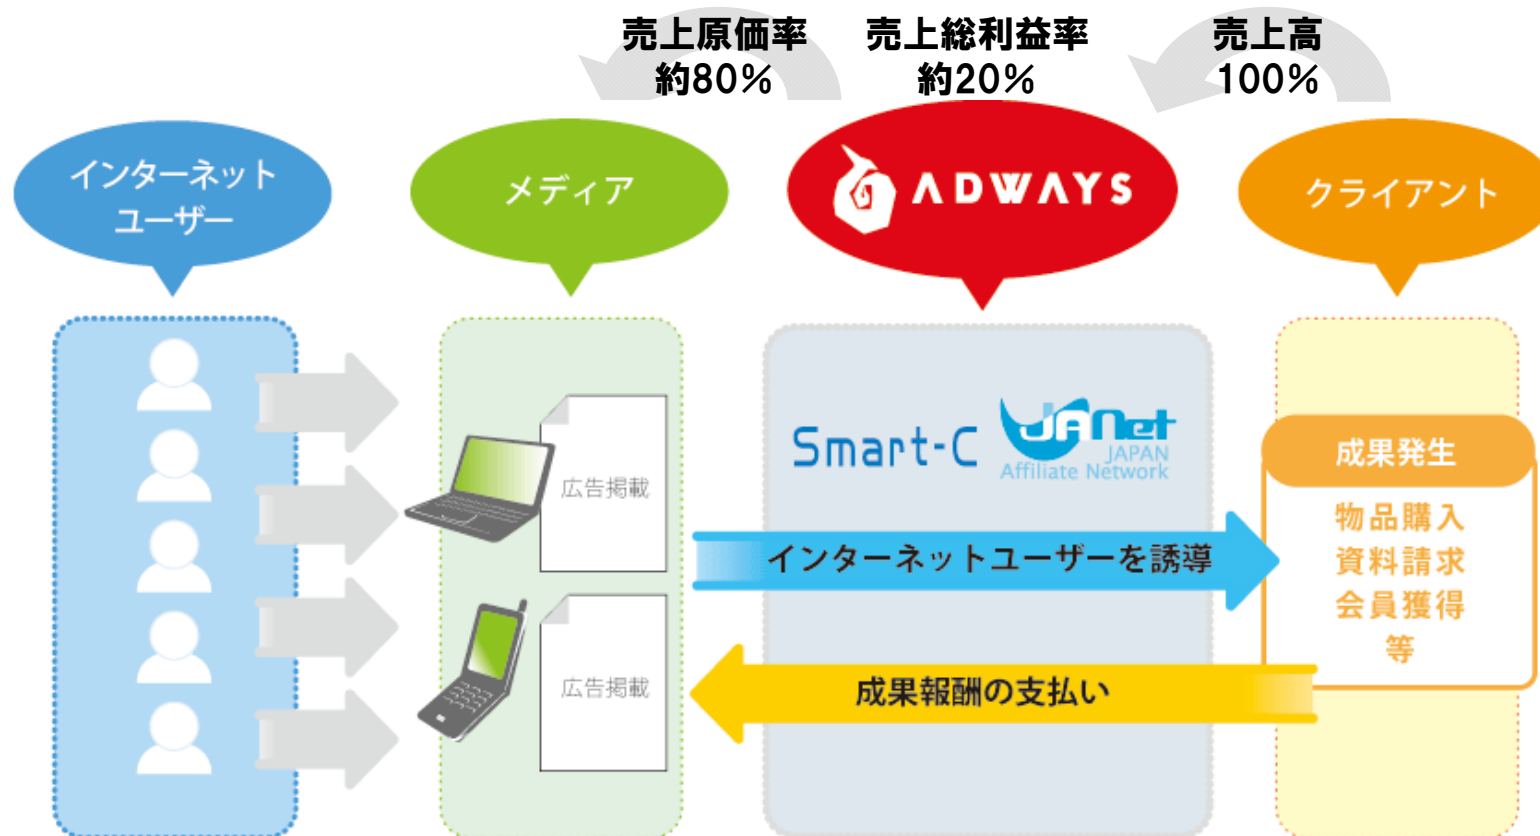 売上原価率
約80%
売上総利益率
約20%
売上高
100%
インターネット
ユーザー
メディア
ADWAYS
クライアント
広告掲載
広告掲載
Smart-C
JANet
JAPAN
Affiliate Network
インターネットユーザーを誘導
成果報酬の支払い
成果発生
物品購入
資料請求
会員獲得
等